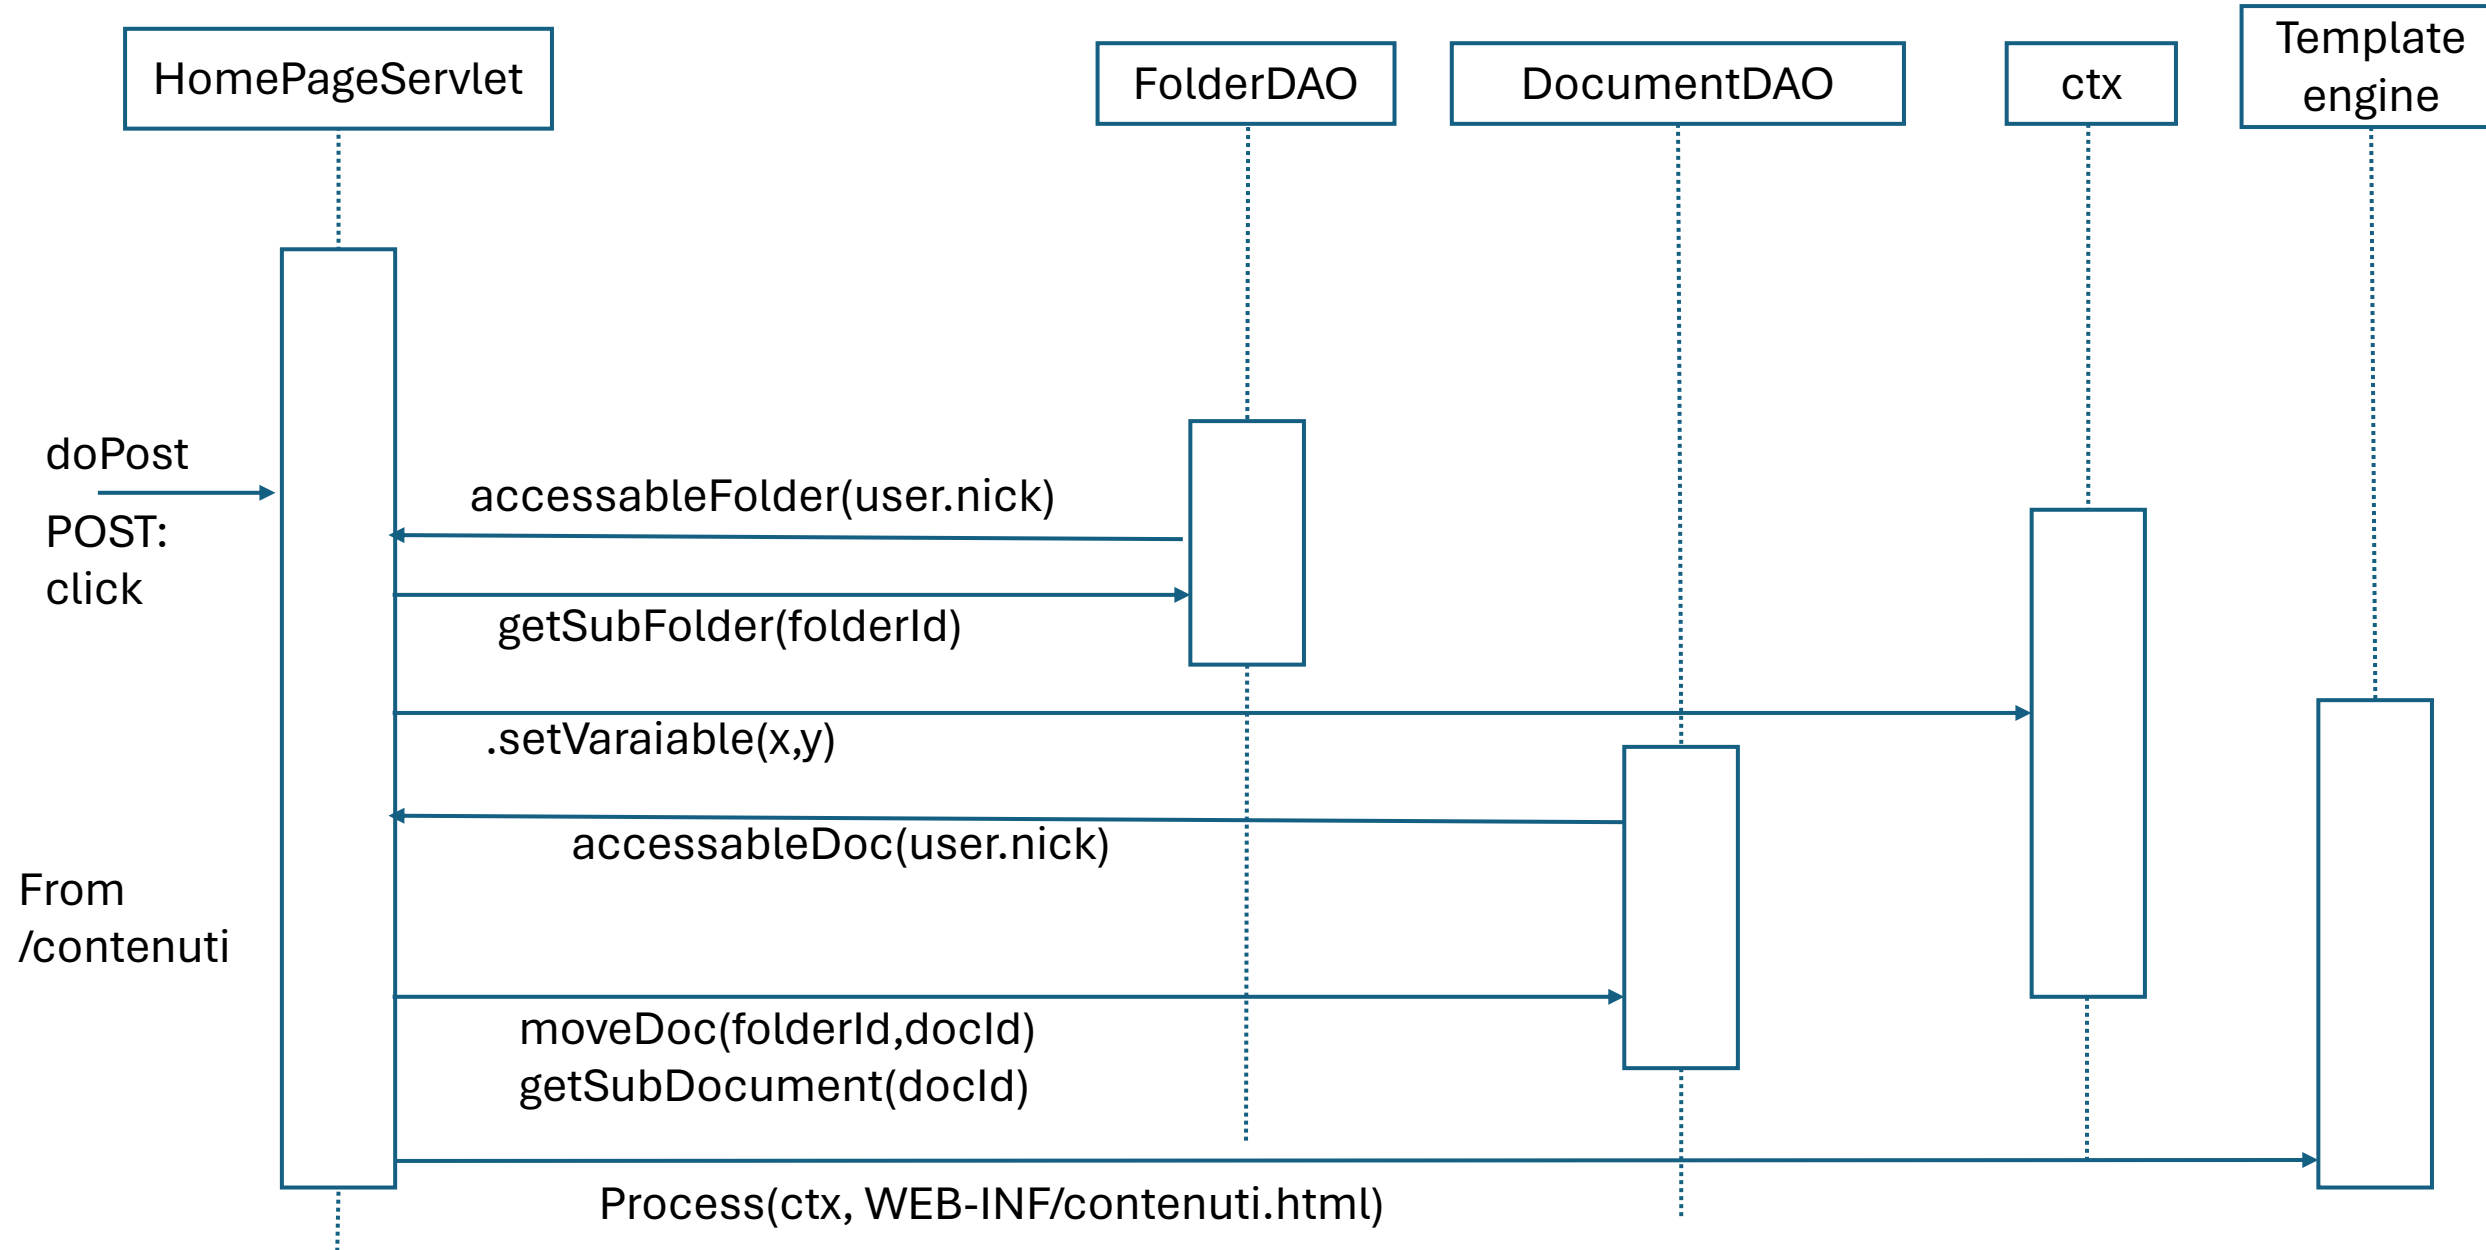 HomePageServlet
FolderDAO
DocumentDAO
ctx
Template
engine
doPost
POST:
click
accessableFolder(user.nick)
getSubFolder(folderId)
.setVaraiable(x,y)
accessableDoc(user.nick)
From
/contenuti
moveDoc(folderId,docId)
getSubDocument(docId)
Process(ctx, WEB-INF/contenuti.html)